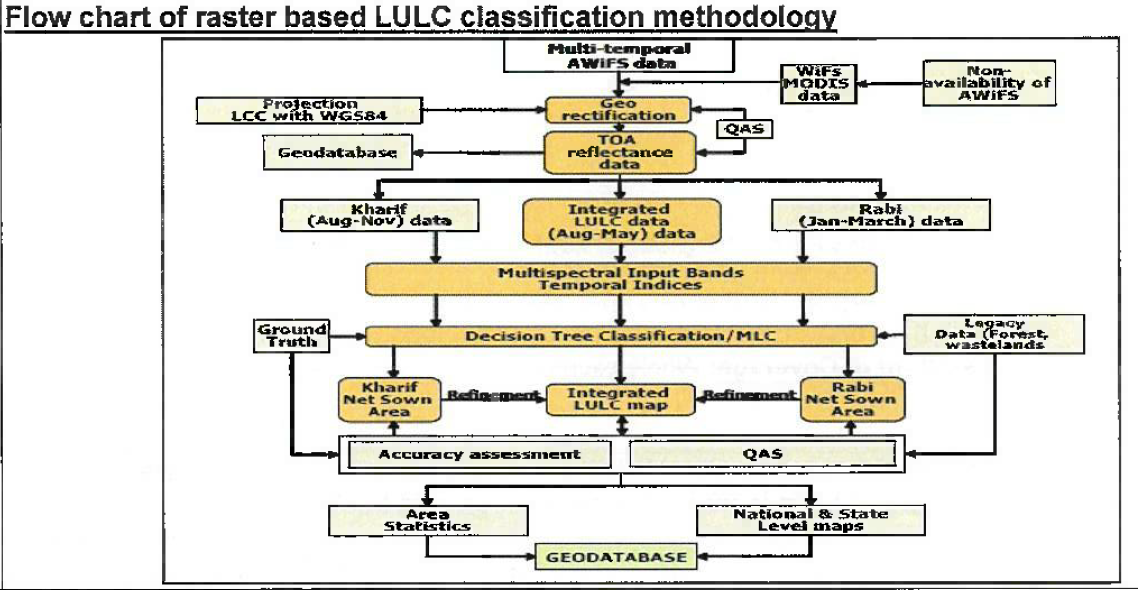 Flow chart of raster based LULC classification methodology
Multi-temporal
AWiFS data
WiFs
MODIS
data
Non-
availability of
AWiFS
Projection
LCC with WGS84
Geo
rectification
QAS
Geodatabase
TOA
reflectance
data
Kharif
(Aug-Nov) data
Integrated
LULC data
(Aug-May) data
Rabi
(Jan-March) data
Multispectral Input Bands
Temporal Indices
Ground
Truth
Decision Tree Classification/MLC
Legacy
Data (Forest,
wastelands
Kharif
Net Sown
Area
Refinement
Integrated
LULC map
Refinement
Rabi
Net Sown
Area
Accuracy assessment
QAS
Area
Statistics
National & State
Level maps
GEODATABASE